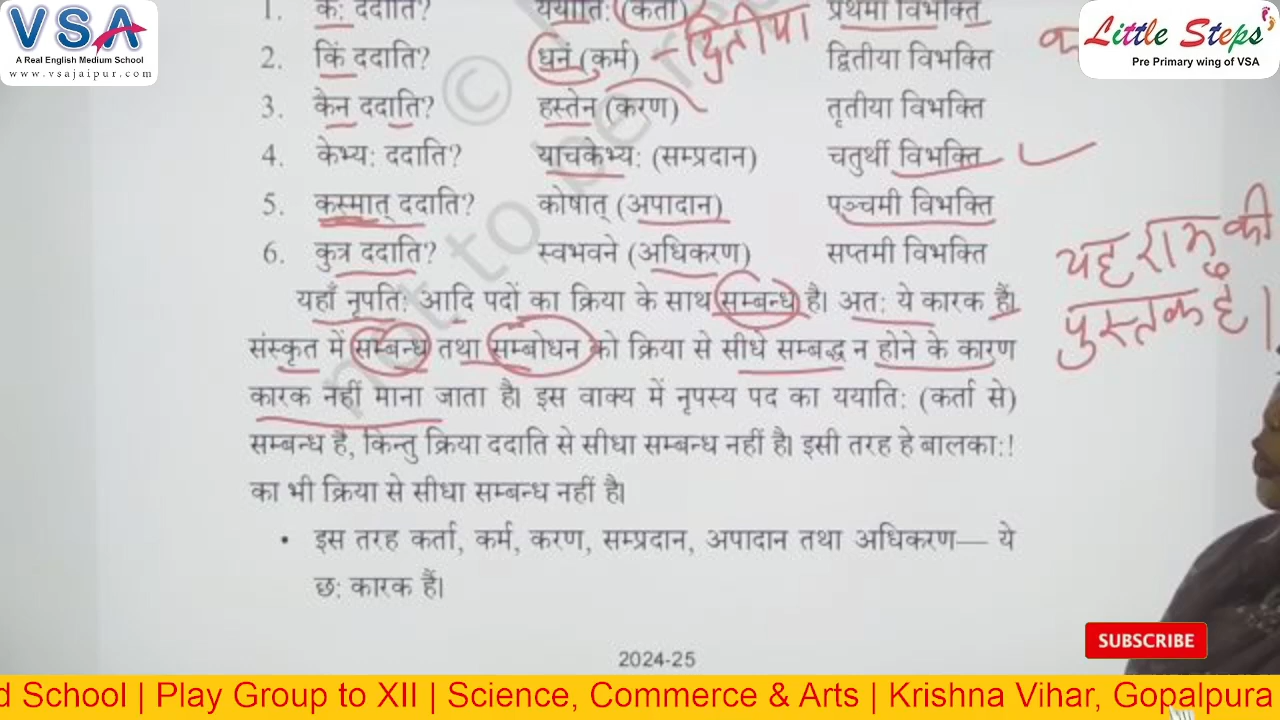 VSA
A Real English Medium School
www.vsajaipur.com
Little Steps
Pre Primary wing of VSA
1. कः ददाति? ययातिः (कर्ता) प्रथमा विभक्ति
2. किं ददाति? धनं (कर्म) - द्वितीया द्वितीया विभक्ति
3. केन ददाति? हस्तेन (करण) तृतीया विभक्ति
4. केभ्यः ददाति? याचकेभ्यः (सम्प्रदान) चतुर्थी विभक्ति
5. कस्मात् ददाति? कोषात् (अपादान) पञ्चमी विभक्ति
6. कुत्र ददाति? स्वभवने (अधिकरण) सप्तमी विभक्ति
यहाँ नृपतिः आदि पदों का क्रिया के साथ सम्बन्ध है। अतः ये कारक हैं।
संस्कृत में सम्बन्ध तथा सम्बोधन को क्रिया से सीधे सम्बद्ध न होने के कारण
कारक नहीं माना जाता है। इस वाक्य में नृपस्य पद का ययातिः (कर्ता से)
सम्बन्ध है, किन्तु क्रिया ददाति से सीधा सम्बन्ध नहीं है। इसी तरह हे बालकाः!
का भी क्रिया से सीधा सम्बन्ध नहीं है।
• इस तरह कर्ता, कर्म, करण, सम्प्रदान, अपादान तथा अधिकरण— ये
छः कारक हैं।
यह राम की
पुस्तक है।
© not to be
2024-25
SUBSCRIBE
d School | Play Group to XII | Science, Commerce & Arts | Krishna Vihar, Gopalpura